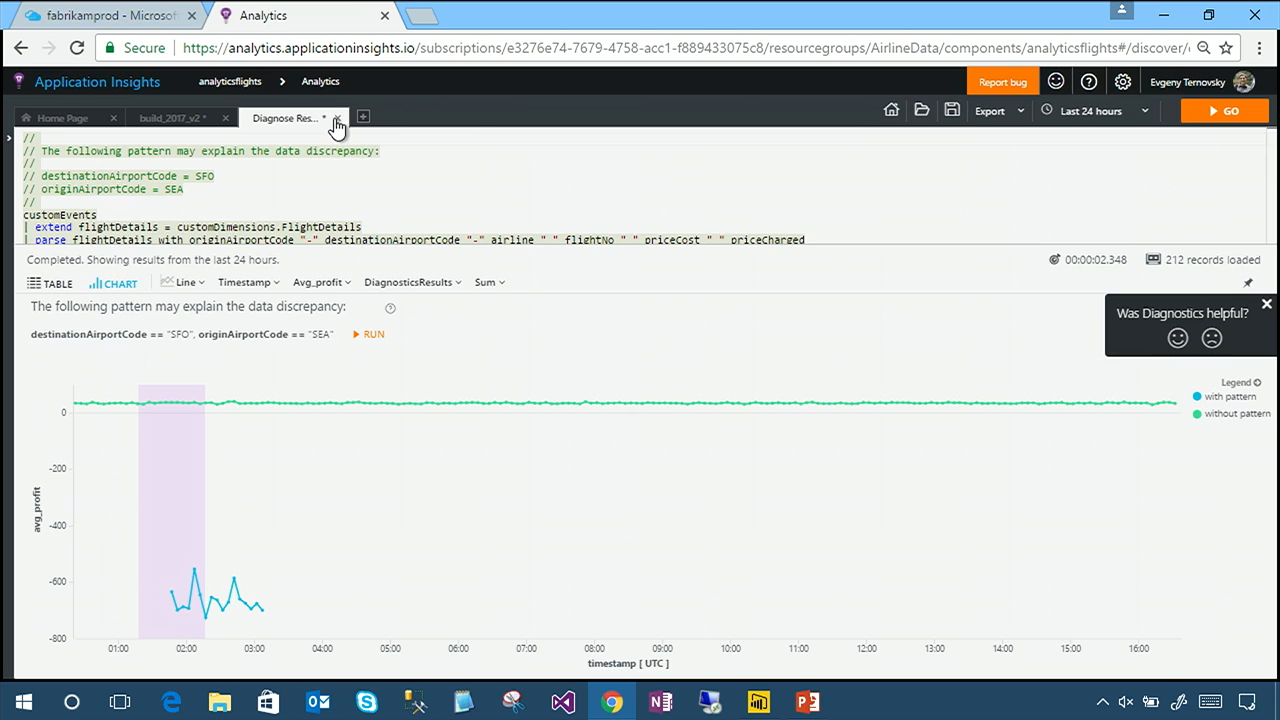 fabrikamprod - Microsoft
Analytics
Secure
https://analytics.applicationinsights.io/subscriptions/e3276e74-7679-4758-acc1-f889433075c8/resourcegroups/AirlineData/components/analyticsflights#/discover/
Application Insights
analyticsflights
Analytics
Report bug
Evgeny Ternovsky
Home Page
build_2017_v2 *
Diagnose Res... *
Export
Last 24 hours
GO
//
// The following pattern may explain the data discrepancy:
//
// destinationAirportCode = SFO
// originAirportCode = SEA
//
customEvents
| extend flightDetails = customDimensions.FlightDetails
| parse flightDetails with originAirportCode "-" destinationAirportCode "-" airline " " flightNo " " priceCost " " priceCharged
Completed. Showing results from the last 24 hours.
00:00:02.348
212 records loaded
TABLE
CHART
Line
Timestamp
Avg_profit
DiagnosticsResults
Sum
The following pattern may explain the data discrepancy:
destinationAirportCode == "SFO", originAirportCode == "SEA"
RUN
Was Diagnostics helpful?
Legend
with pattern
without pattern
0
-200
-400
-600
-800
avg_profit
01:00
02:00
03:00
04:00
05:00
06:00
07:00
08:00
09:00
10:00
11:00
12:00
13:00
14:00
15:00
16:00
timestamp [ UTC ]